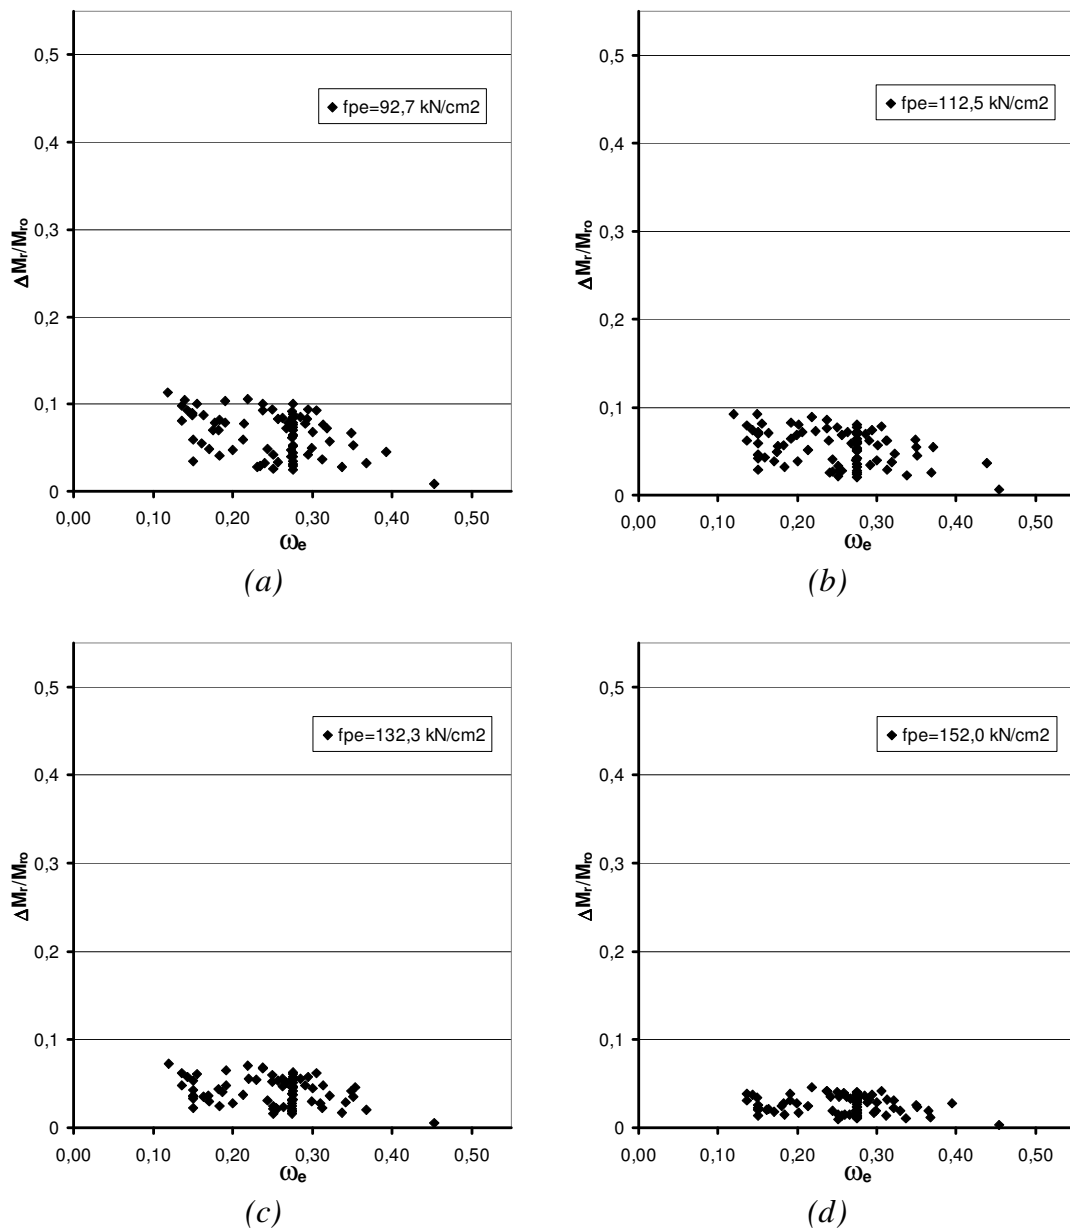 0,5
0,4
0,3
0,2
0,1
0
ΔMr/Mro
fpe=92,7 kN/cm2
0,00 0,10 0,20 0,30 0,40 0,50
ωe
(a)
0,5
0,4
0,3
0,2
0,1
0
ΔMr/Mro
fpe=112,5 kN/cm2
0,00 0,10 0,20 0,30 0,40 0,50
ωe
(b)
0,5
0,4
0,3
0,2
0,1
0
ΔMr/Mro
fpe=132,3 kN/cm2
0,00 0,10 0,20 0,30 0,40 0,50
ωe
(c)
0,5
0,4
0,3
0,2
0,1
0
ΔMr/Mro
fpe=152,0 kN/cm2
0,00 0,10 0,20 0,30 0,40 0,50
ωe
(d)